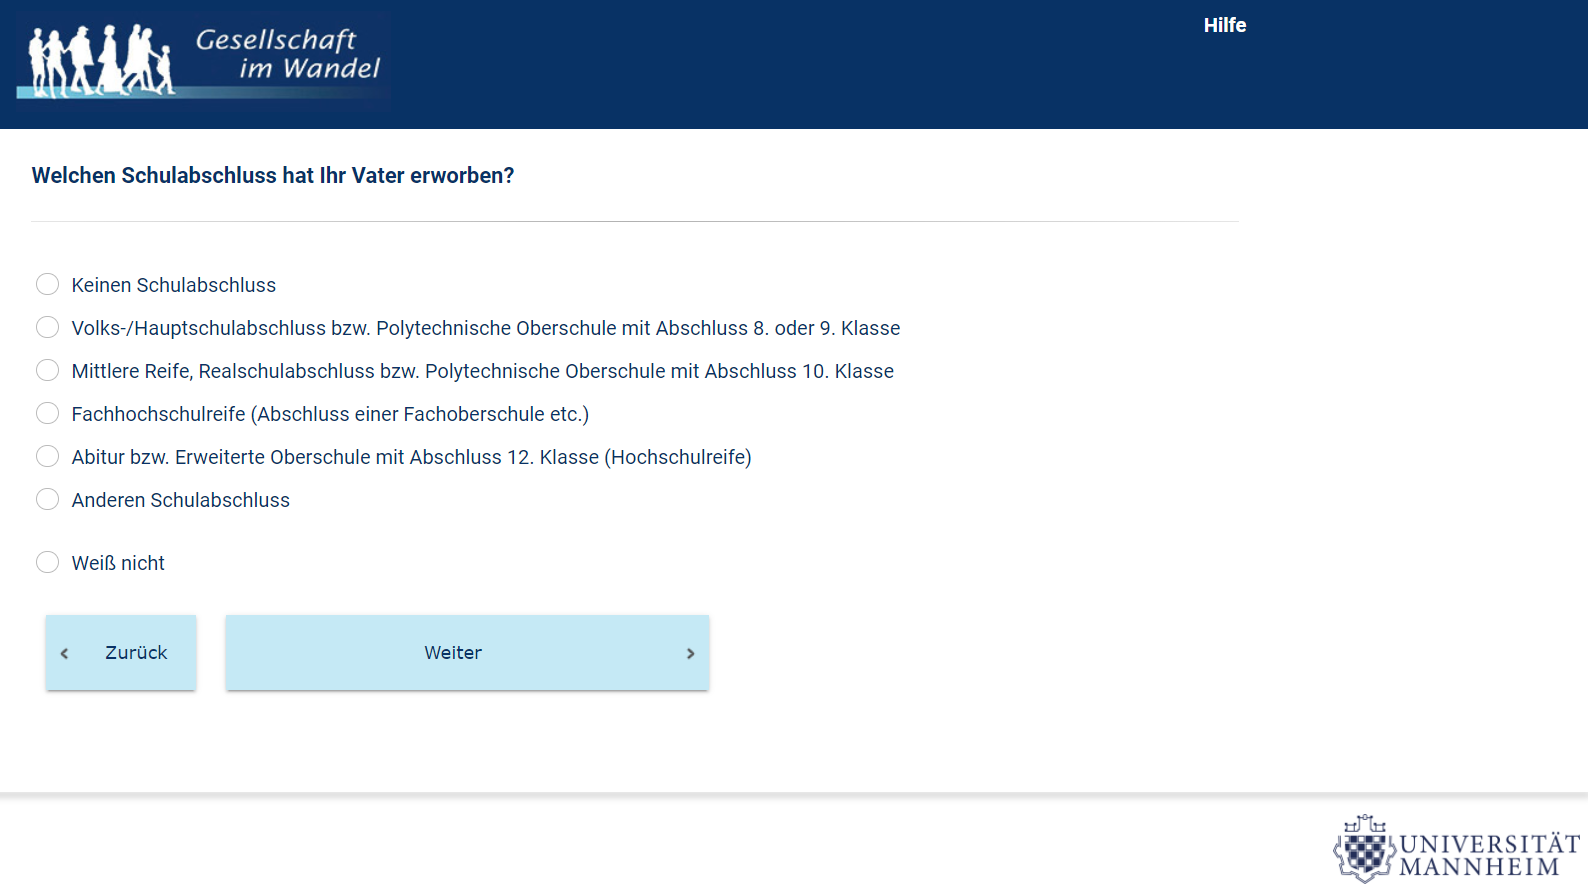 Gesellschaft
im Wandel
Hilfe
Welchen Schulabschluss hat Ihr Vater erworben?
Keinen Schulabschluss
Volks-/Hauptschulabschluss bzw. Polytechnische Oberschule mit Abschluss 8. oder 9. Klasse
Mittlere Reife, Realschulabschluss bzw. Polytechnische Oberschule mit Abschluss 10. Klasse
Fachhochschulreife (Abschluss einer Fachoberschule etc.)
Abitur bzw. Erweiterte Oberschule mit Abschluss 12. Klasse (Hochschulreife)
Anderen Schulabschluss
Weiß nicht
Zurück
Weiter
UNIVERSITÄT
MANNHEIM